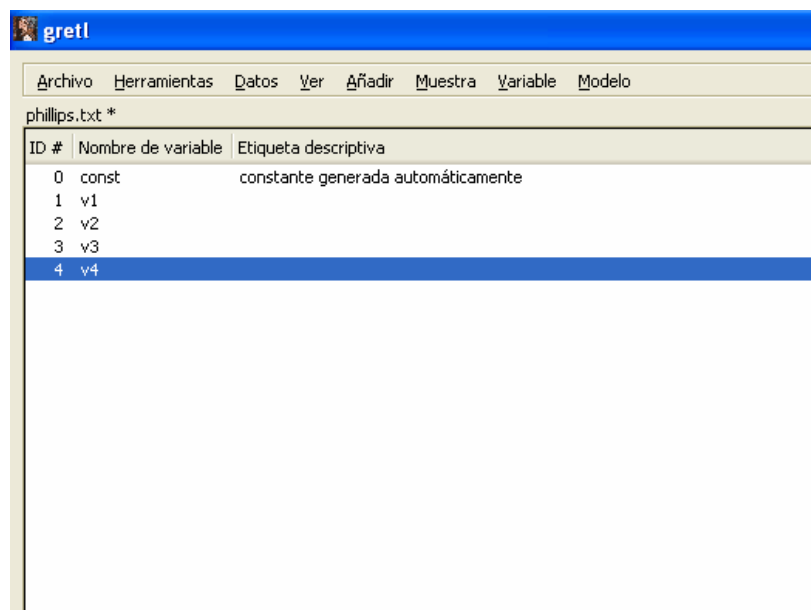 gretl
Archivo Herramientas Datos Ver Añadir Muestra Variable Modelo
phillips.txt *
ID # Nombre de variable Etiqueta descriptiva
0 const constante generada automáticamente
1 v1
2 v2
3 v3
4 v4